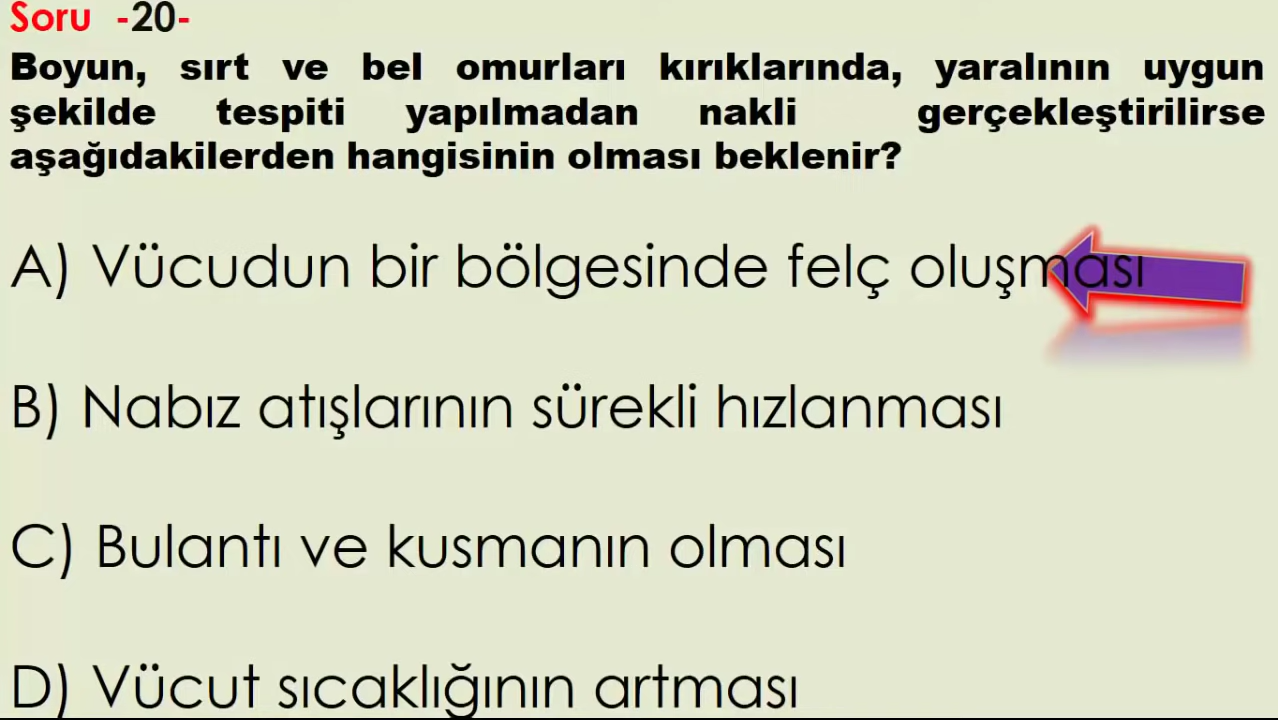 Soru -20-
Boyun, sırt ve bel omurları kırıklarında, yaralının uygun
şekilde tespiti yapılmadan nakli gerçekleştirilirse
aşağıdakilerden hangisinin olması beklenir?
A) Vücudun bir bölgesinde felç oluşması
B) Nabız atışlarının sürekli hızlanması
C) Bulantı ve kusmanın olması
D) Vücut sıcaklığının artması